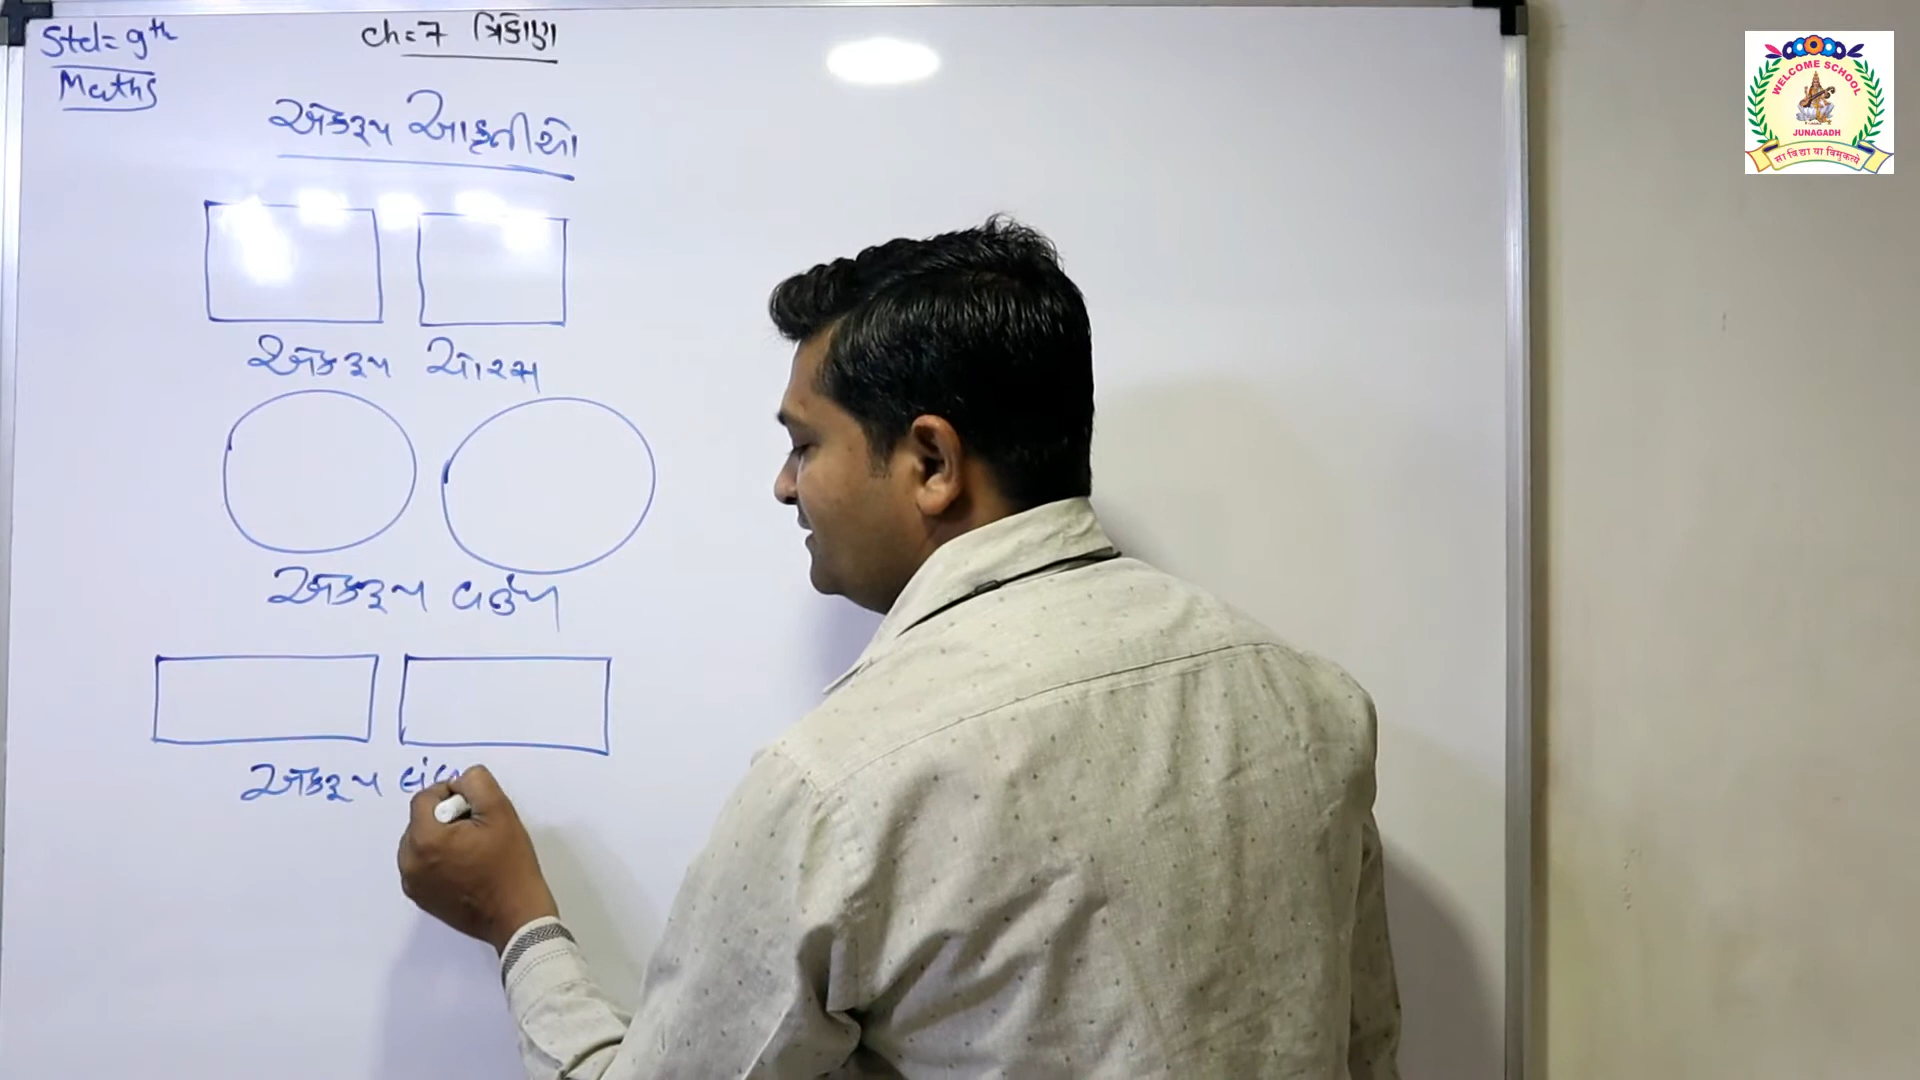 Std = 9th
Maths
ch = 7 ત્રિકોણ
એકરૂપ આકૃતીઓ
એકરૂપ ચોરસ
એકરૂપ વર્તુળ
એકરૂપ
WELCOME SCHOOL
JUNAGADH
सा विद्या या विमुक्तये